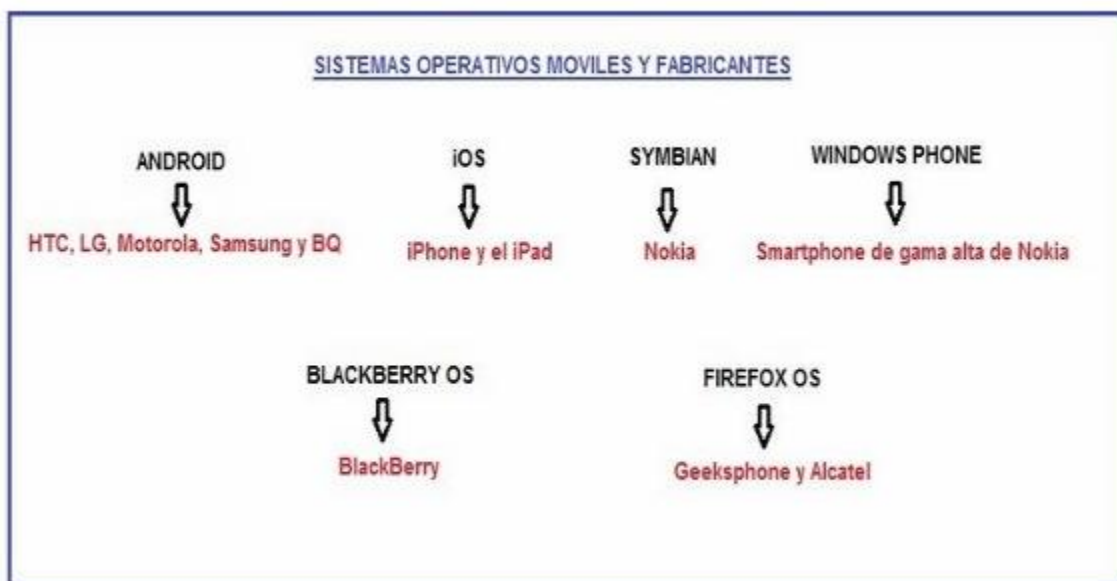 SISTEMAS OPERATIVOS MOVILES Y FABRICANTES
ANDROID
HTC, LG, Motorola, Samsung y BQ
iOS
iPhone y el iPad
SYMBIAN
Nokia
WINDOWS PHONE
Smartphone de gama alta de Nokia
BLACKBERRY OS
BlackBerry
FIREFOX OS
Geeksphone y Alcatel